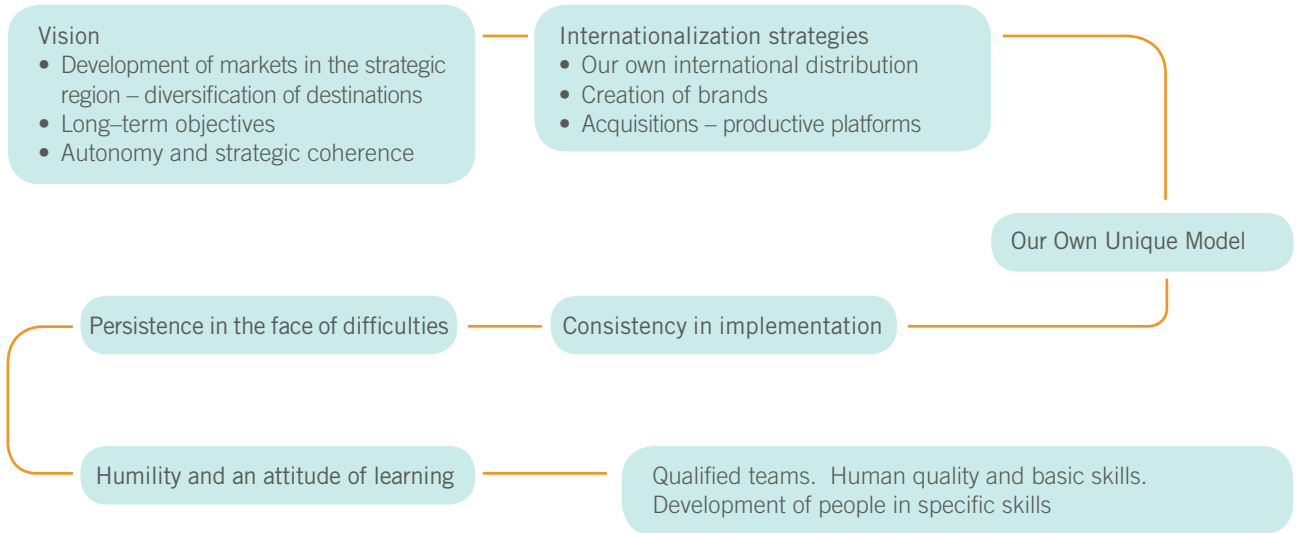 Vision
• Development of markets in the strategic
region – diversification of destinations
• Long–term objectives
• Autonomy and strategic coherence
Internationalization strategies
• Our own international distribution
• Creation of brands
• Acquisitions – productive platforms
Our Own Unique Model
Consistency in implementation
Persistence in the face of difficulties
Humility and an attitude of learning
Qualified teams. Human quality and basic skills.
Development of people in specific skills